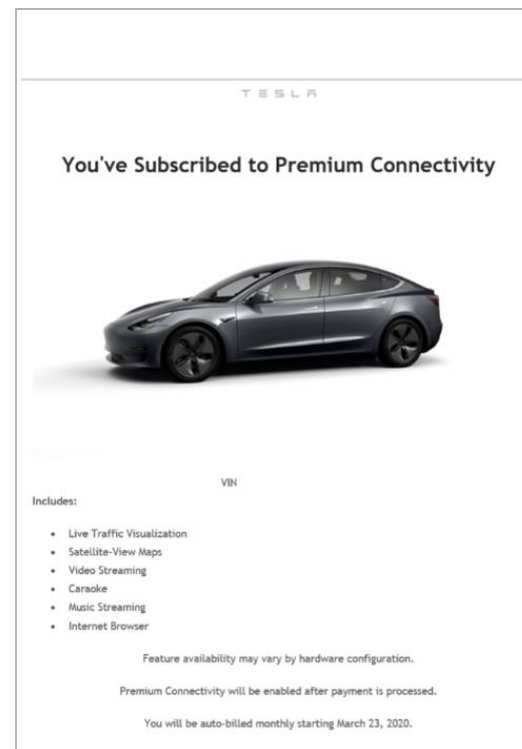 TESLA
You've Subscribed to Premium Connectivity
VIN
Includes:
• Live Traffic Visualization
• Satellite-View Maps
• Video Streaming
• Caraoke
• Music Streaming
• Internet Browser
Feature availability may vary by hardware configuration.
Premium Connectivity will be enabled after payment is processed.
You will be auto-billed monthly starting March 23, 2020.